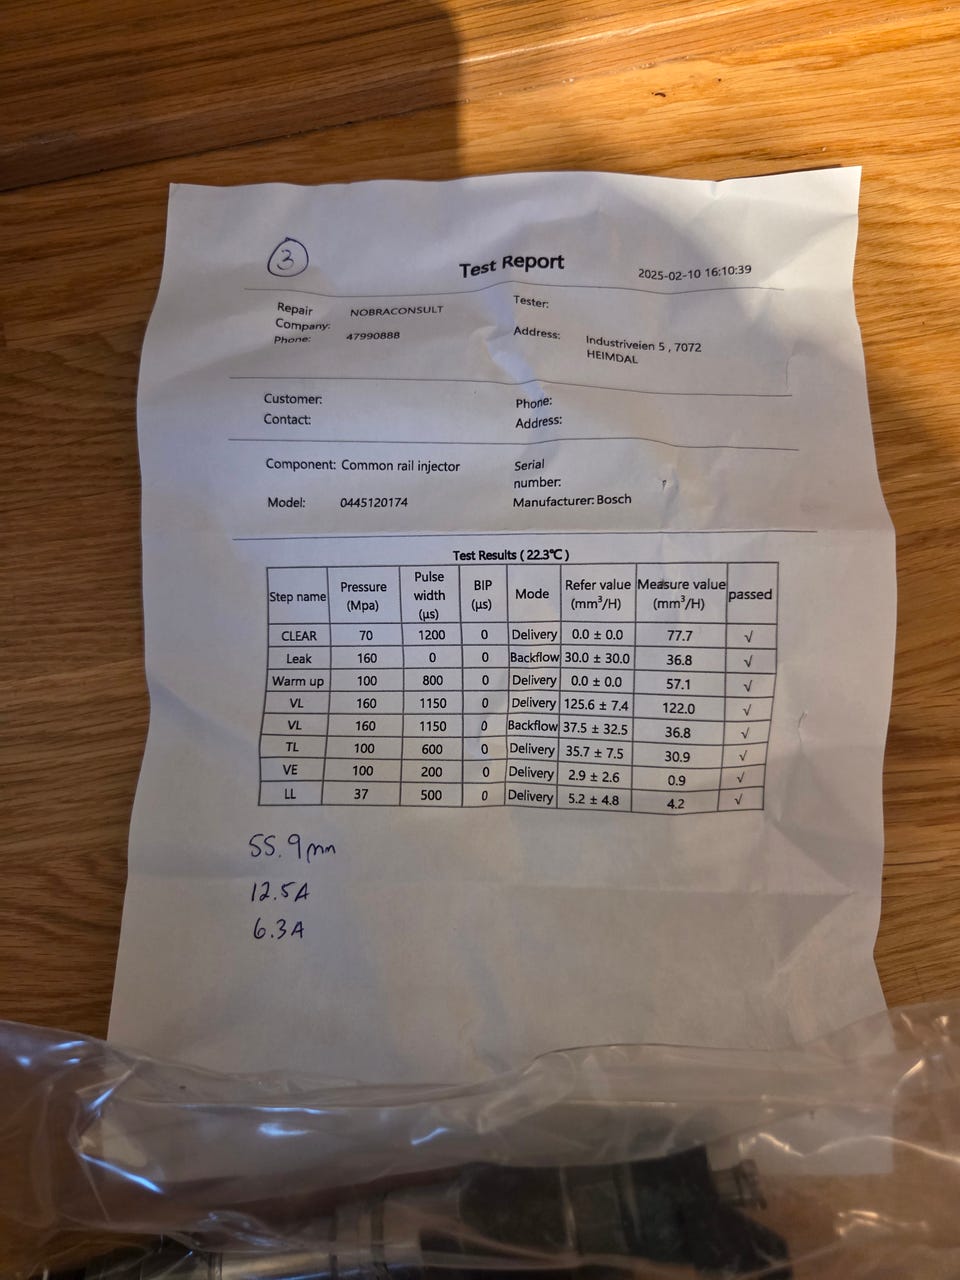 3
Test Report
2025-02-10 16:10:39
Repair Company: NOBRACONSULT
Phone: 47990888
Tester:
Address: Industriveien 5 , 7072 HEIMDAL
Customer:
Contact:
Phone:
Address:
Component: Common rail injector
Model: 0445120174
Serial number:
Manufacturer: Bosch
Test Results ( 22.3℃ )
Step name Pressure (Mpa) Pulse width (μs) BIP (μs) Mode Refer value (mm³/H) Measure value (mm³/H) passed
CLEAR 70 1200 0 Delivery 0.0 ± 0.0 77.7 √
Leak 160 0 0 Backflow 30.0 ± 30.0 36.8 √
Warm up 100 800 0 Delivery 0.0 ± 0.0 57.1 √
VL 160 1150 0 Delivery 125.6 ± 7.4 122.0 √
VL 160 1150 0 Backflow 37.5 ± 32.5 36.8 √
TL 100 600 0 Delivery 35.7 ± 7.5 30.9 √
VE 100 200 0 Delivery 2.9 ± 2.6 0.9 √
LL 37 500 0 Delivery 5.2 ± 4.8 4.2 √
55.9mm
12.5A
6.3A